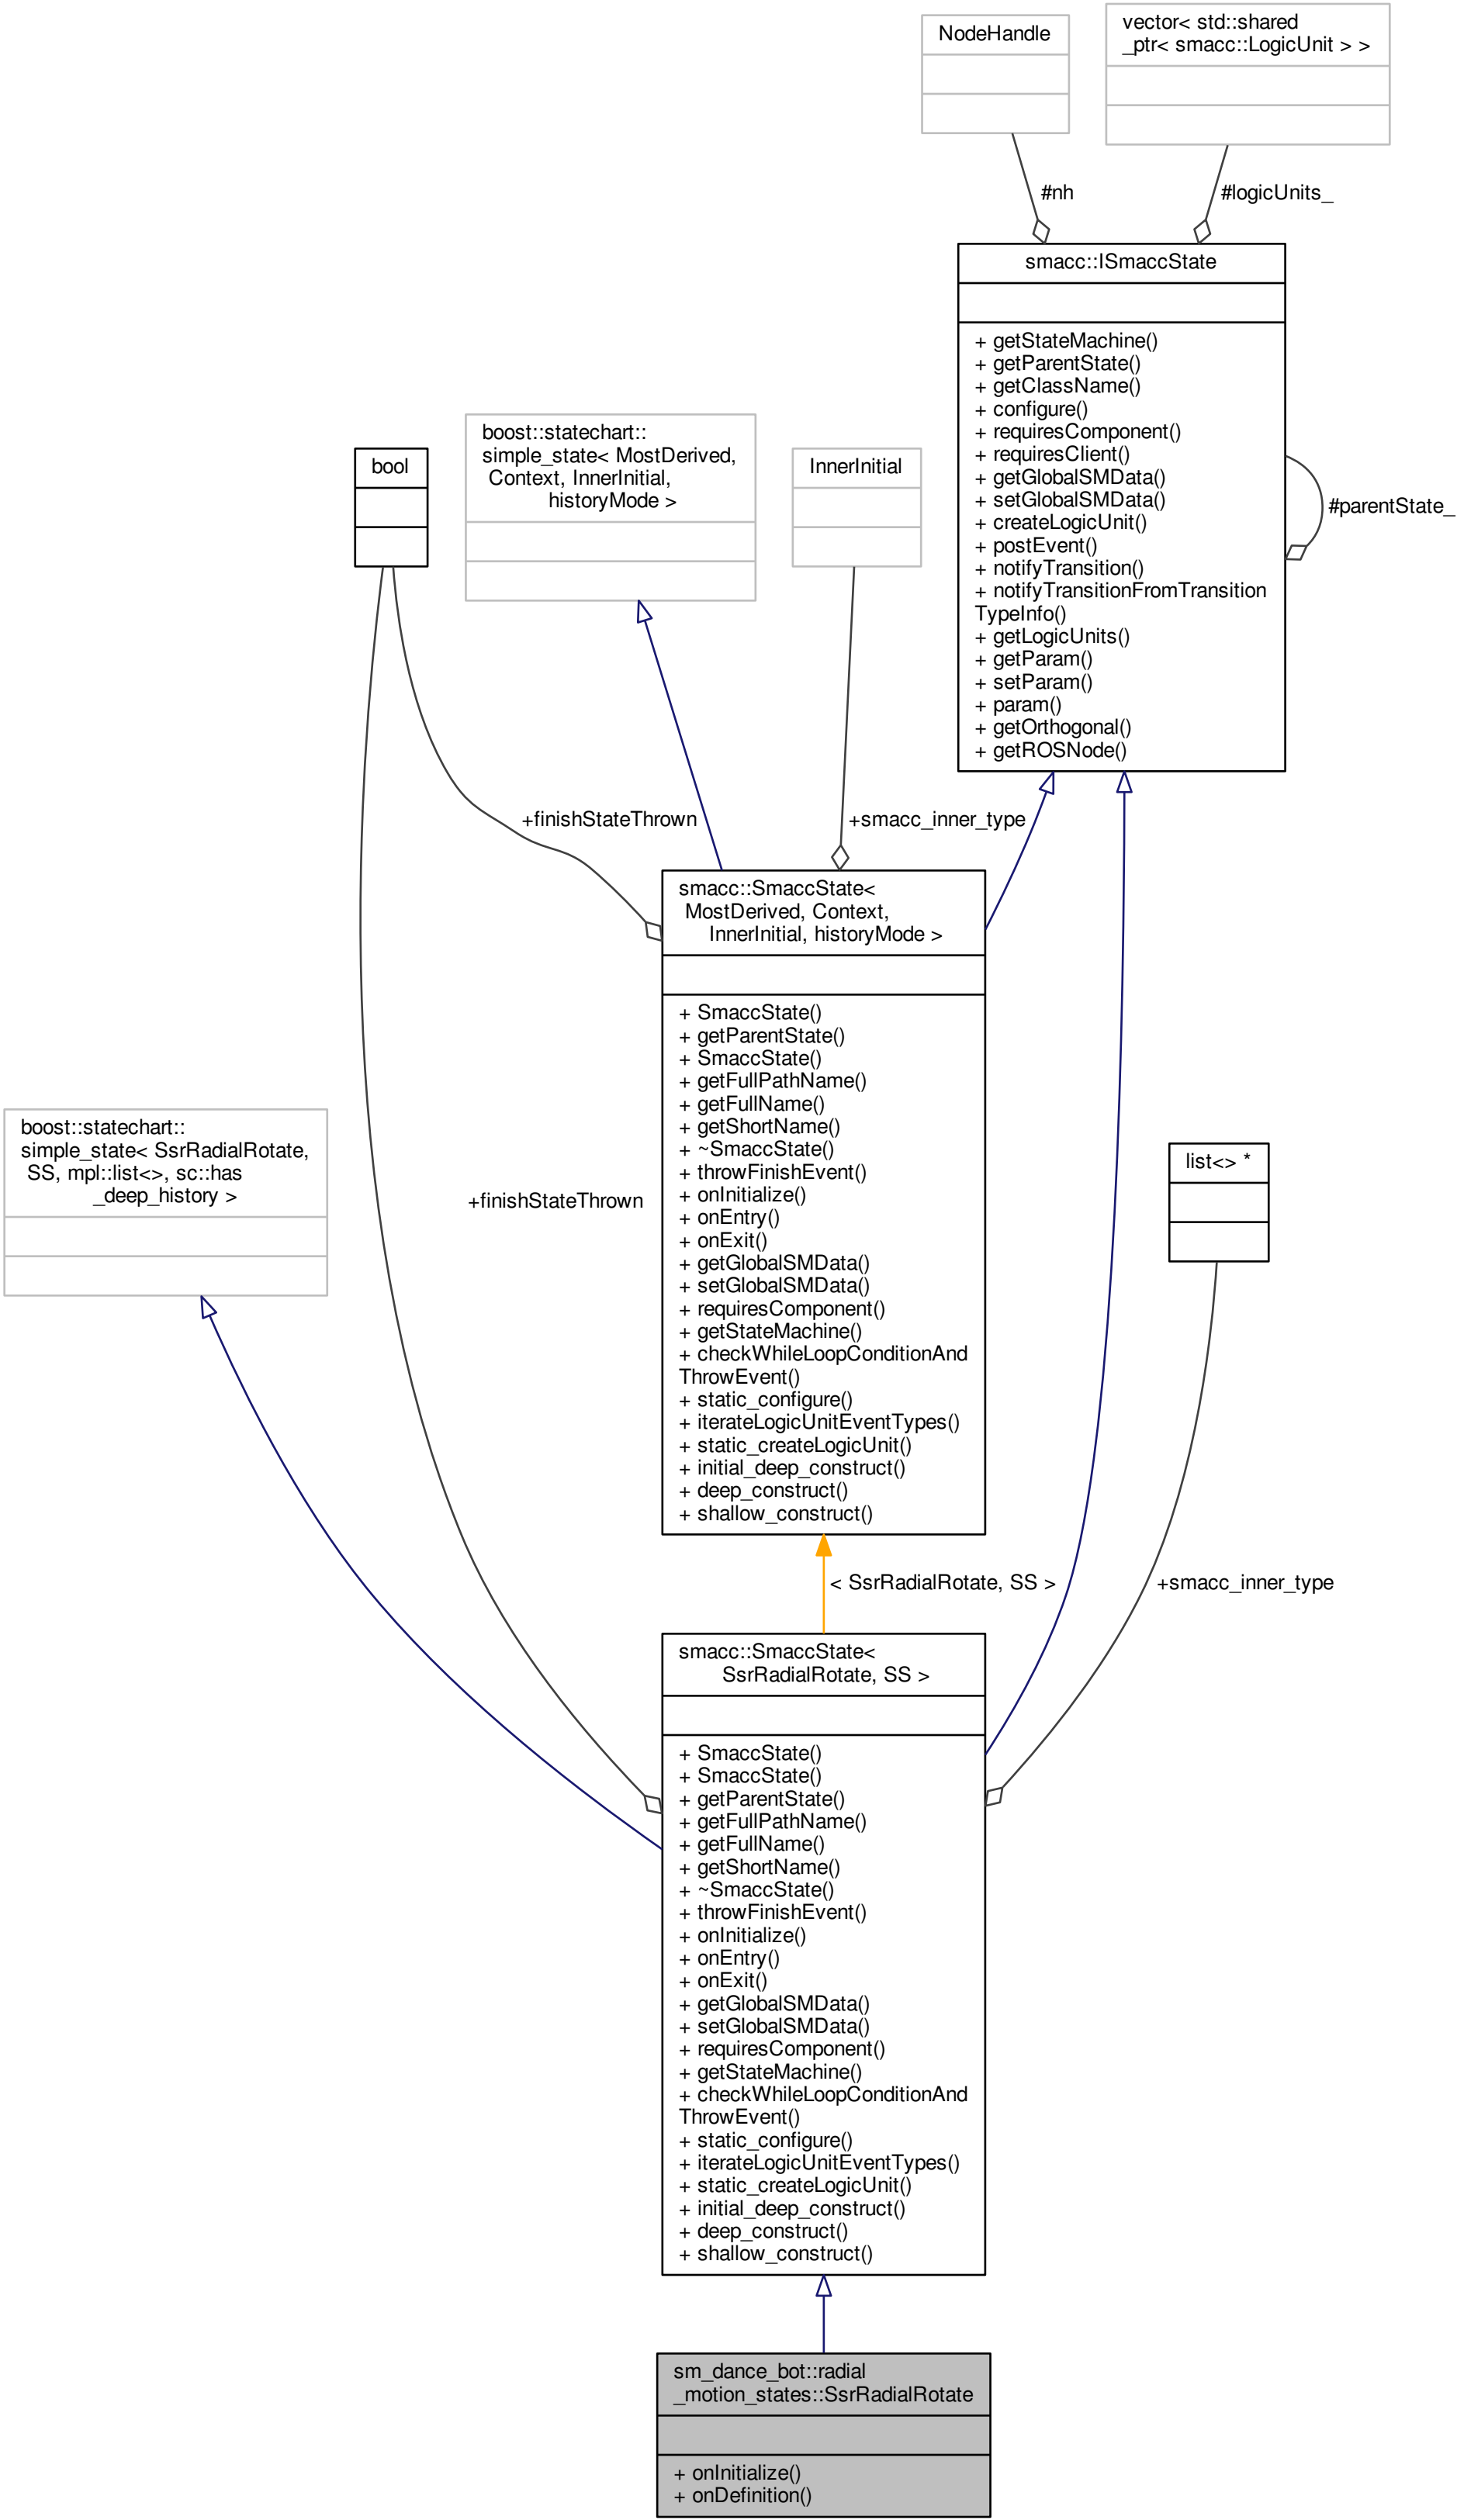 NodeHandle
vector< std::shared
_ptr< smacc::LogicUnit > >
#nh
#logicUnits_
smacc::ISmaccState
+ getStateMachine()
+ getParentState()
+ getClassName()
+ configure()
+ requiresComponent()
+ requiresClient()
+ getGlobalSMData()
+ setGlobalSMData()
+ createLogicUnit()
+ postEvent()
+ notifyTransition()
+ notifyTransitionFromTransition
TypeInfo()
+ getLogicUnits()
+ getParam()
+ setParam()
+ param()
+ getOrthogonal()
+ getROSNode()
#parentState_
bool
boost::statechart::
simple_state< MostDerived,
Context, InnerInitial,
historyMode >
InnerInitial
+finishStateThrown
+smacc_inner_type
smacc::SmaccState<
MostDerived, Context,
InnerInitial, historyMode >
+ SmaccState()
+ getParentState()
+ SmaccState()
+ getFullPathName()
+ getFullName()
+ getShortName()
+ ~SmaccState()
+ throwFinishEvent()
+ onInitialize()
+ onEntry()
+ onExit()
+ getGlobalSMData()
+ setGlobalSMData()
+ requiresComponent()
+ getStateMachine()
+ checkWhileLoopConditionAnd
ThrowEvent()
+ static_configure()
+ iterateLogicUnitEventTypes()
+ static_createLogicUnit()
+ initial_deep_construct()
+ deep_construct()
+ shallow_construct()
boost::statechart::
simple_state< SsrRadialRotate,
SS, mpl::list<>, sc::has
_deep_history >
+finishStateThrown
list<> *
< SsrRadialRotate, SS >
+smacc_inner_type
smacc::SmaccState<
SsrRadialRotate, SS >
+ SmaccState()
+ SmaccState()
+ getParentState()
+ getFullPathName()
+ getFullName()
+ getShortName()
+ ~SmaccState()
+ throwFinishEvent()
+ onInitialize()
+ onEntry()
+ onExit()
+ getGlobalSMData()
+ setGlobalSMData()
+ requiresComponent()
+ getStateMachine()
+ checkWhileLoopConditionAnd
ThrowEvent()
+ static_configure()
+ iterateLogicUnitEventTypes()
+ static_createLogicUnit()
+ initial_deep_construct()
+ deep_construct()
+ shallow_construct()
sm_dance_bot::radial
_motion_states::SsrRadialRotate
+ onInitialize()
+ onDefinition()